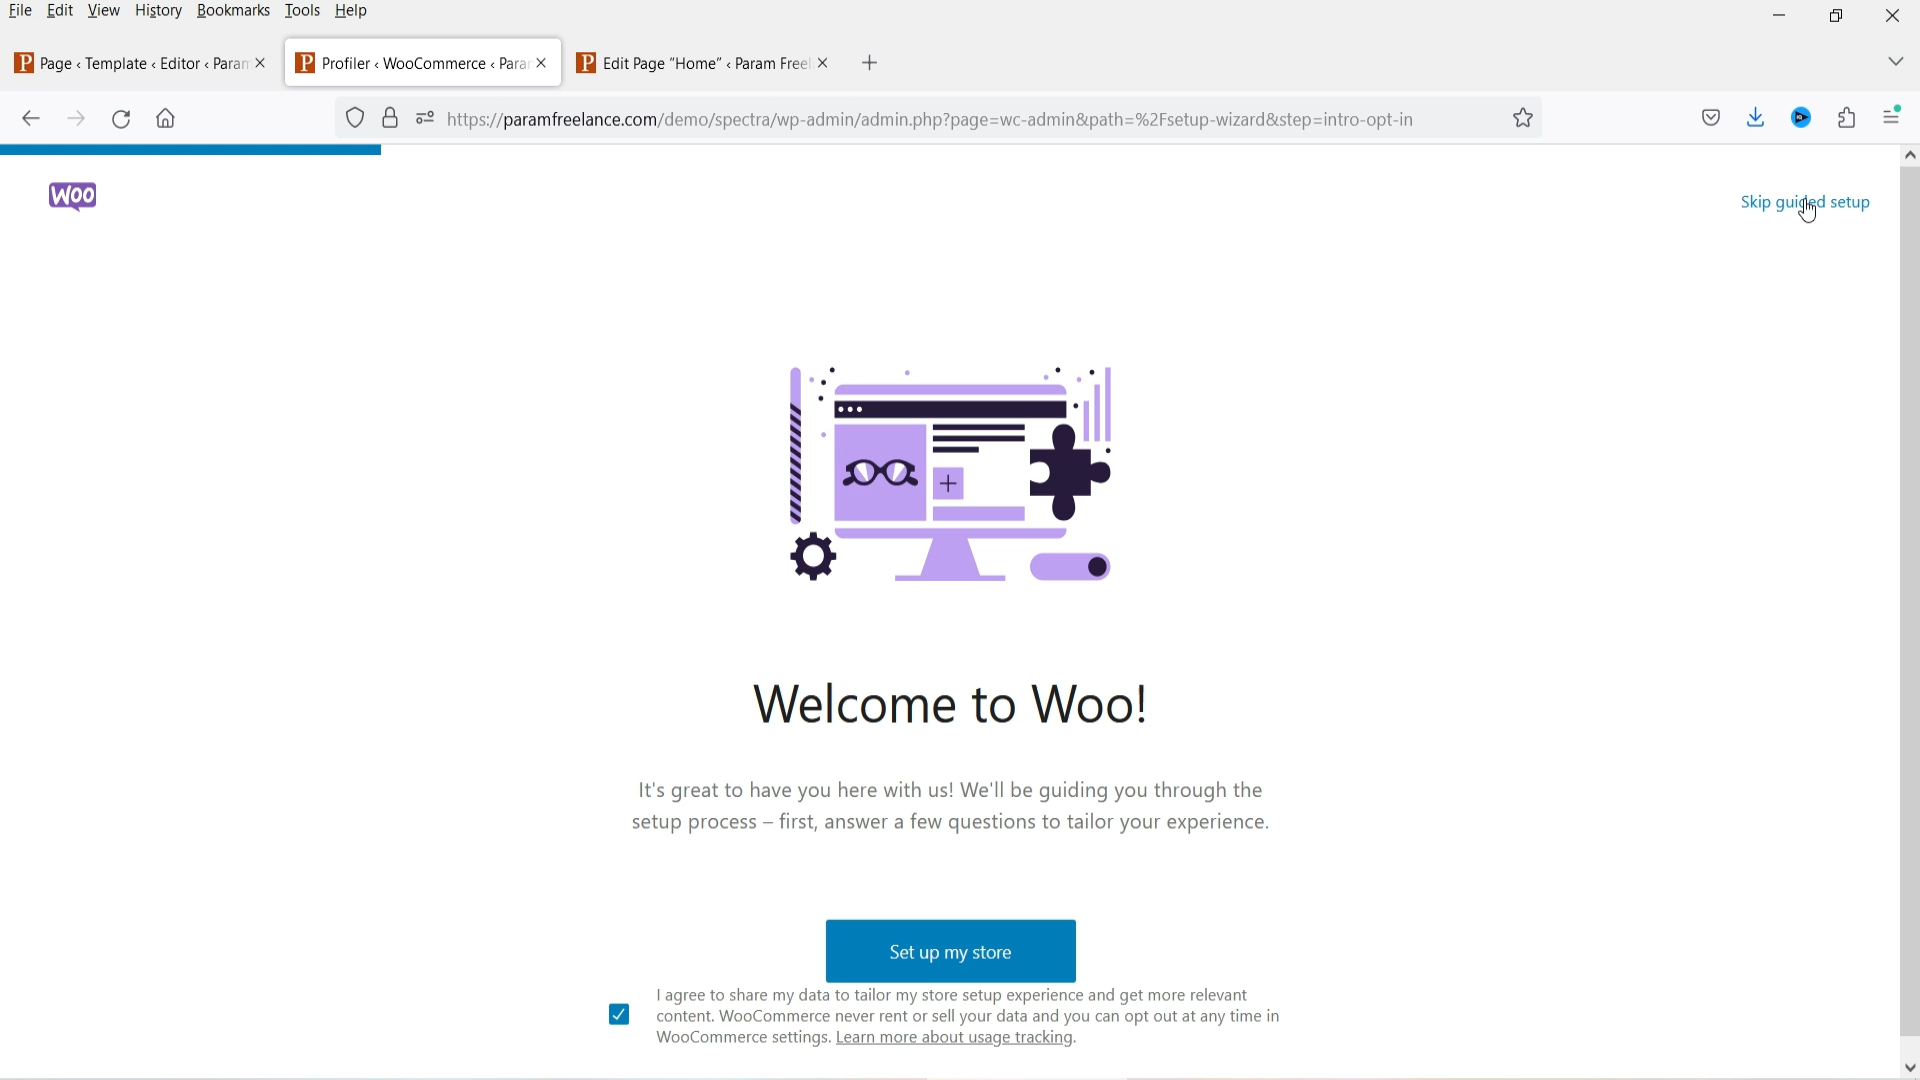 File Edit View History Bookmarks Tools Help
Page ‹ Template ‹ Editor ‹ Param
Profiler ‹ WooCommerce ‹ Para
Edit Page "Home" ‹ Param Freel
https://paramfreelance.com/demo/spectra/wp-admin/admin.php?page=wc-admin&path=%2Fsetup-wizard&step=intro-opt-in
Woo
Skip guided setup
Welcome to Woo!
It's great to have you here with us! We'll be guiding you through the
setup process – first, answer a few questions to tailor your experience.
Set up my store
I agree to share my data to tailor my store setup experience and get more relevant
content. WooCommerce never rent or sell your data and you can opt out at any time in
WooCommerce settings. Learn more about usage tracking.